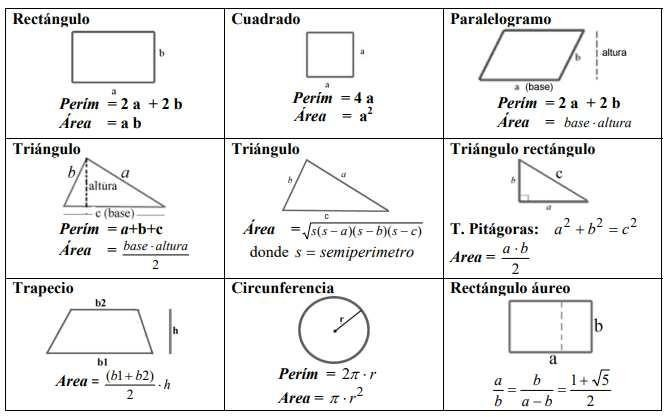 Rectángulo
b
a
Perím = 2 a + 2 b
Área = a b
Cuadrado
a
a
Perím = 4 a
Área = a²
Paralelogramo
b
altura
a (base)
Perím = 2 a + 2 b
Área = base · altura
Triángulo
b
a
altura
c (base)
Perím = a+b+c
Área = base · altura / 2
Triángulo
b
a
c
Área = √s(s − a)(s − b)(s − c)
donde s = semiperimetro
Triángulo rectángulo
b
c
a
T. Pitágoras: a² + b² = c²
Area = a · b / 2
Trapecio
b2
h
b1
Area = (b1 + b2) / 2 · h
Circunferencia
r
Perím = 2π · r
Área = π · r²
Rectángulo áureo
b
a
a / b = b / a − b = 1 + √5 / 2